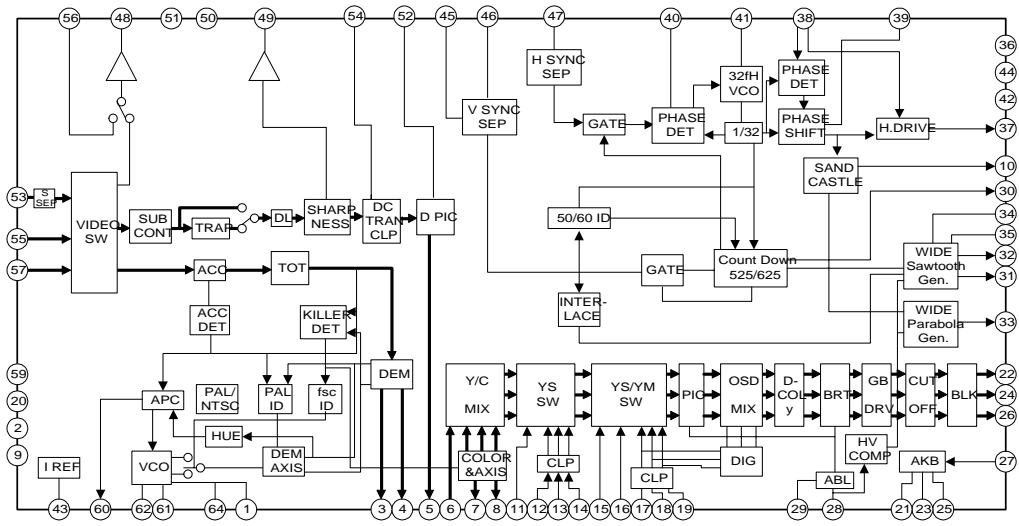 56
48
51
50
49
54
52
45
46
47
40
41
38
39
36
44
42
37
10
30
34
35
32
31
33
22
24
26
27
53
55
57
59
20
2
9
H SYNC
SEP
V SYNC
SEP
GATE
PHASE
DET
32fH
VCO
1/32
PHASE
DET
PHASE
SHIFT
H.DRIVE
SAND
CASTLE
S
SEP
VIDEO
SW
SUB
CONT
TRAP
DL
SHARP
NESS
DC
TRAN
CLP
D PIC
50/60 ID
GATE
Count Down
525/625
WIDE
Sawtooth
Gen.
ACC
TOT
ACC
DET
KILLER
DET
INTER-
LACE
WIDE
Parabola
Gen.
APC
PAL/
NTSC
PAL
ID
fsc
ID
DEM
HUE
DEM
AXIS
VCO
I REF
Y/C
MIX
YS
SW
YS/YM
SW
PIC
OSD
MIX
D-
COL
y
BRT
GB
DRV
CUT
OFF
BLK
COLOR
&AXIS
CLP
CLP
DIG
HV
COMP
ABL
AKB
43
60
62
61
64
1
3
4
5
6
7
8
11
12
13
14
15
16
17
18
19
29
28
21
23
25